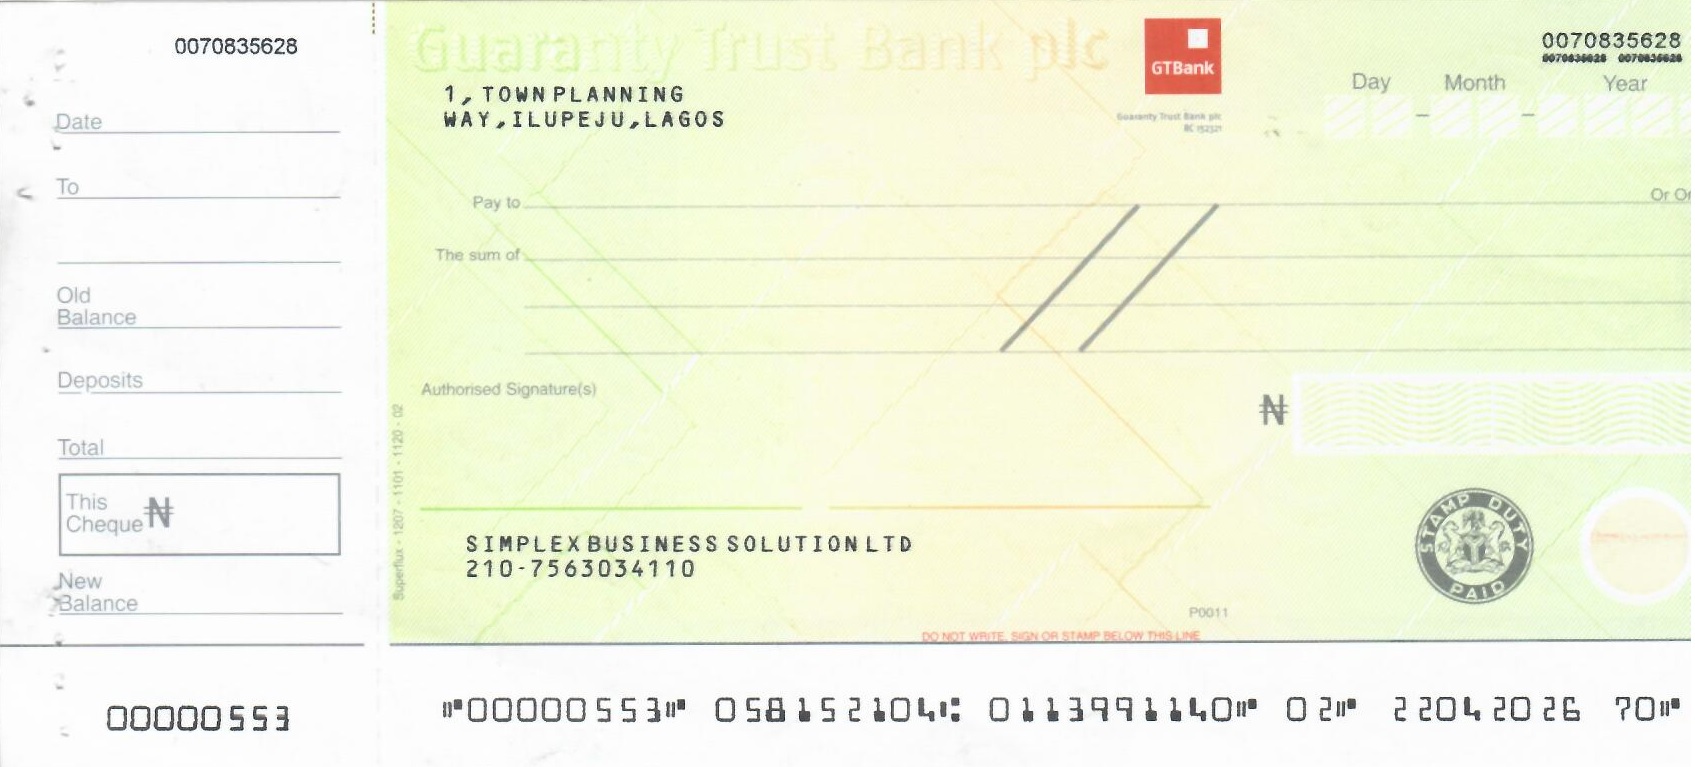 0070835628
Date
To
Old
Balance
Deposits
Total
This
Cheque ₦
New
Balance
00000553
Guaranty Trust Bank plc
GTBank
Guaranty Trust Bank plc
RC 152321
0070835628
0070835628 0070835628
Day Month Year
1, TOWN PLANNING
WAY,ILUPEJU,LAGOS
Pay to
Or Or
The sum of
Authorised Signature(s)
₦
Superflux - 1207 - 1101 - 1120 - 02
SIMPLEX BUSINESS SOLUTION LTD
210-7563034110
STAMP DUTY
PAID
P0011
DO NOT WRITE, SIGN OR STAMP BELOW THIS LINE
⑈00000553⑈ 058152104⑆ 0113991140⑈ 02⑈ 22042026 70⑈